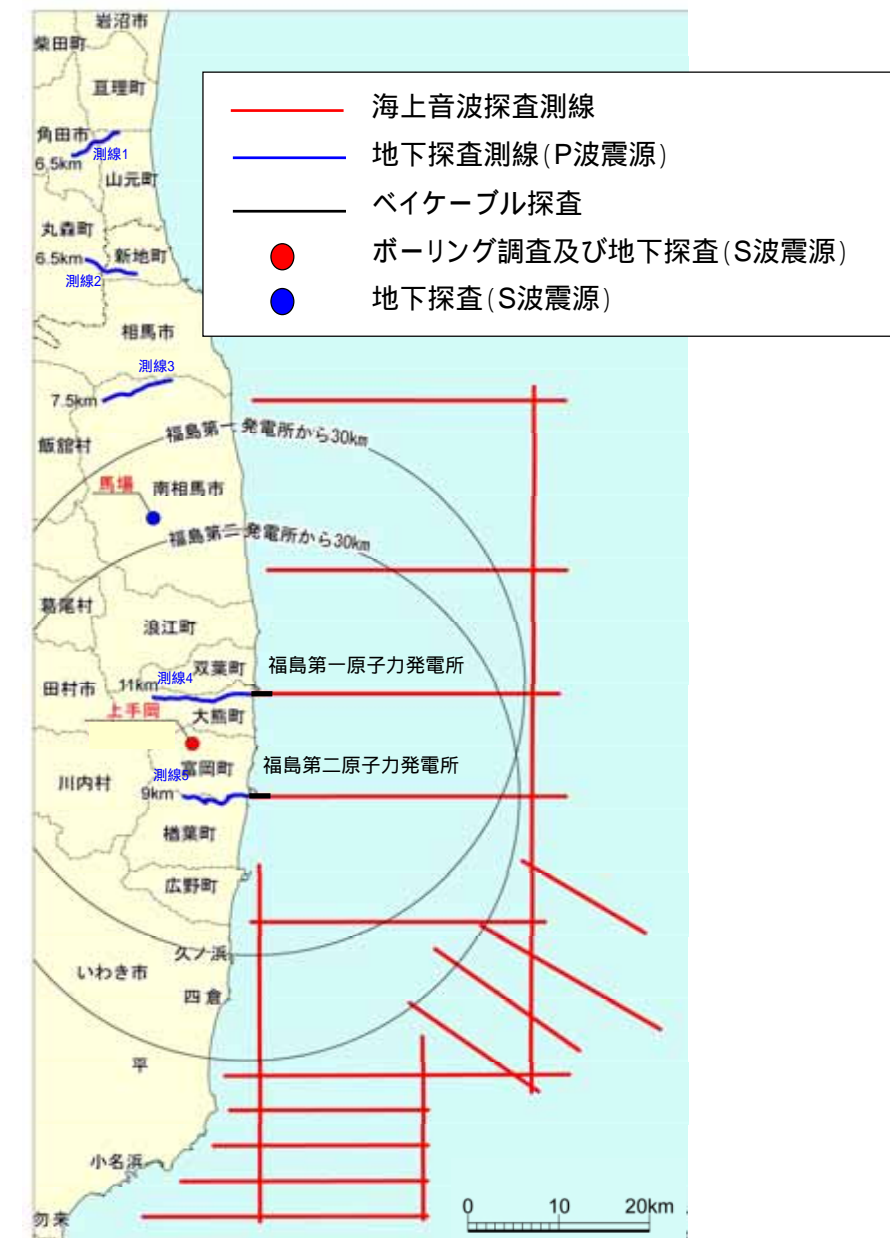 岩沼市
柴田町
亘理町
海上音波探査測線
地下探査測線(P波震源)
ベイケーブル探査
ボーリング調査及び地下探査(S波震源)
地下探査(S波震源)
角田市
測線1
6.5km
山元町
丸森町
新地町
6.5km
測線2
相馬市
測線3
7.5km
飯舘村
福島第一発電所から30km
馬場
南相馬市
福島第二発電所から30km
葛尾村
浪江町
双葉町
福島第一原子力発電所
田村市
11km
測線4
上手岡
大熊町
福島第二原子力発電所
富岡町
測線5
川内村
9km
楢葉町
広野町
久ノ浜
いわき市
四倉
平
小名浜
勿来
0 10 20km